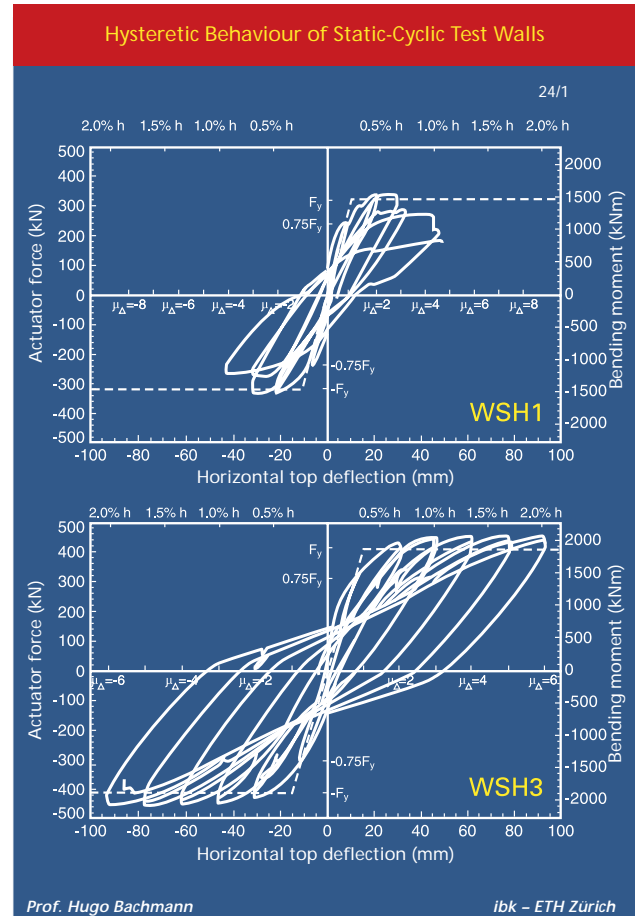 Hysteretic Behaviour of Static-Cyclic Test Walls
24/1
2.0% h 1.5% h 1.0% h 0.5% h 0.5% h 1.0% h 1.5% h 2.0% h
500
400
300
200
100
0
-100
-200
-300
-400
-500
Actuator force (kN)
2000
1500
1000
500
0
-500
-1000
-1500
-2000
Bending moment (kNm)
Fy
0.75Fy
μΔ=-8 μΔ=-6 μΔ=-4 μΔ=-2 μΔ=2 μΔ=4 μΔ=6 μΔ=8
-0.75Fy
-Fy
WSH1
-100 -80 -60 -40 -20 0 20 40 60 80 100
Horizontal top deflection (mm)
2.0% h 1.5% h 1.0% h 0.5% h 0.5% h 1.0% h 1.5% h 2.0% h
500
400
300
200
100
0
-100
-200
-300
-400
-500
Actuator force (kN)
2000
1500
1000
500
0
-500
-1000
-1500
-2000
Bending moment (kNm)
Fy
0.75Fy
μΔ=-6 μΔ=-4 μΔ=-2 μΔ=2 μΔ=4 μΔ=6
-0.75Fy
-Fy
WSH3
-100 -80 -60 -40 -20 0 20 40 60 80 100
Horizontal top deflection (mm)
Prof. Hugo Bachmann
ibk – ETH Zürich